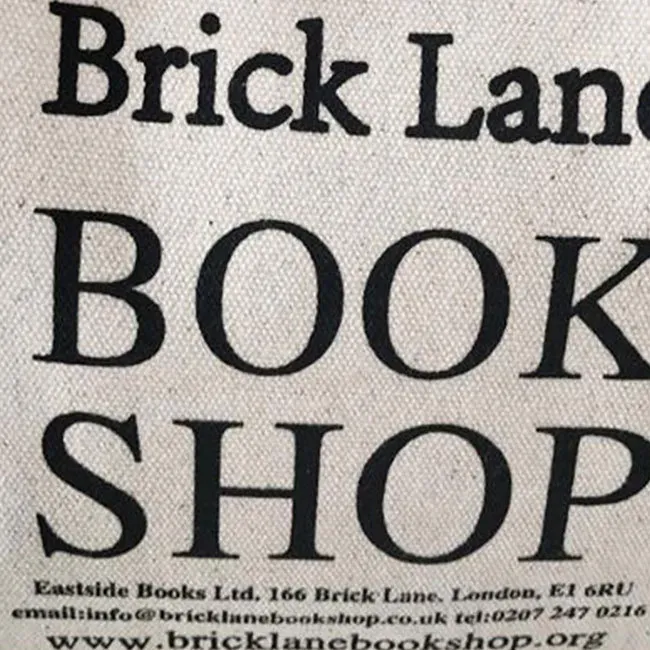 Brick Lane
BOOK
SHOP
Eastside Books Ltd, 166 Brick Lane, London, E1 6RU
email:info@bricklanebookshop.co.uk tel:0207 247 0216
www.bricklanebookshop.org